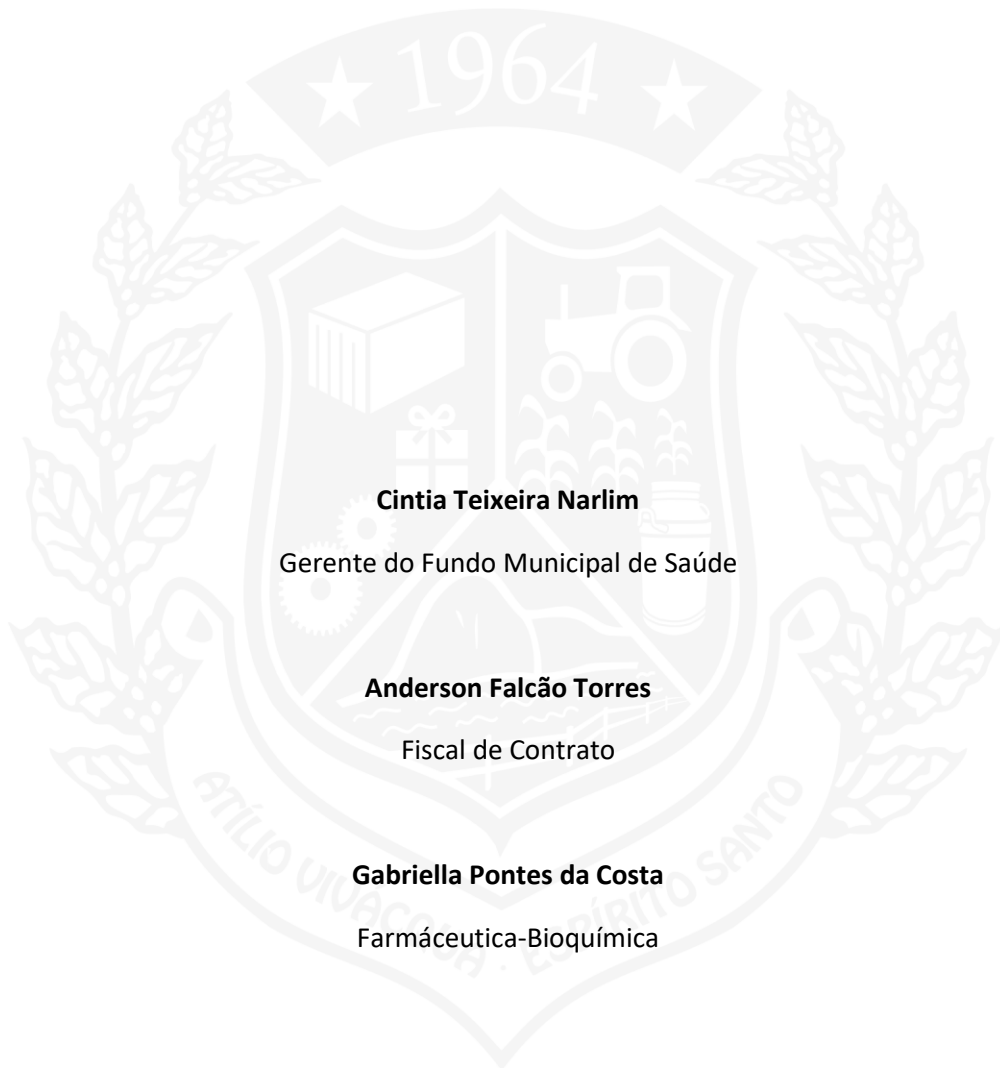 1964
Cintia Teixeira Narlim
Gerente do Fundo Municipal de Saúde
Anderson Falcão Torres
Fiscal de Contrato
Gabriella Pontes da Costa
Farmáceutica-Bioquímica
ATÍLIO VIVACQUA · ESPÍRITO SANTO